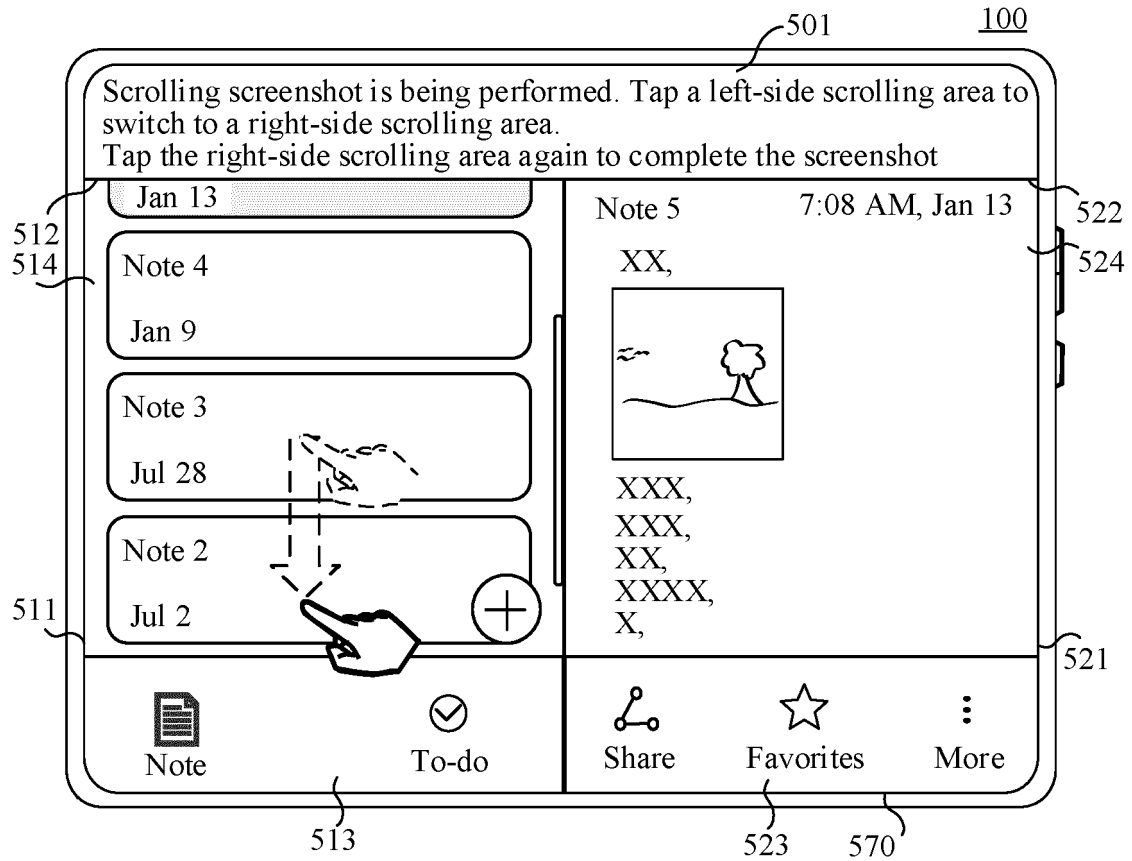 100
501
Scrolling screenshot is being performed. Tap a left-side scrolling area to
switch to a right-side scrolling area.
Tap the right-side scrolling area again to complete the screenshot
512
514
Jan 13
Note 4
Jan 9
Note 3
Jul 28
Note 2
Jul 2
511
Note
To-do
513
Note 5
7:08 AM, Jan 13
XX,
XXX,
XXX,
XX,
XXXX,
X,
522
524
521
Share
Favorites
More
523
570